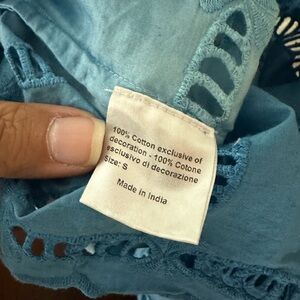 100% Cotton exclusive of
decoration - 100% Cotone
esclusivo di decorazione
Size: S
Made in India